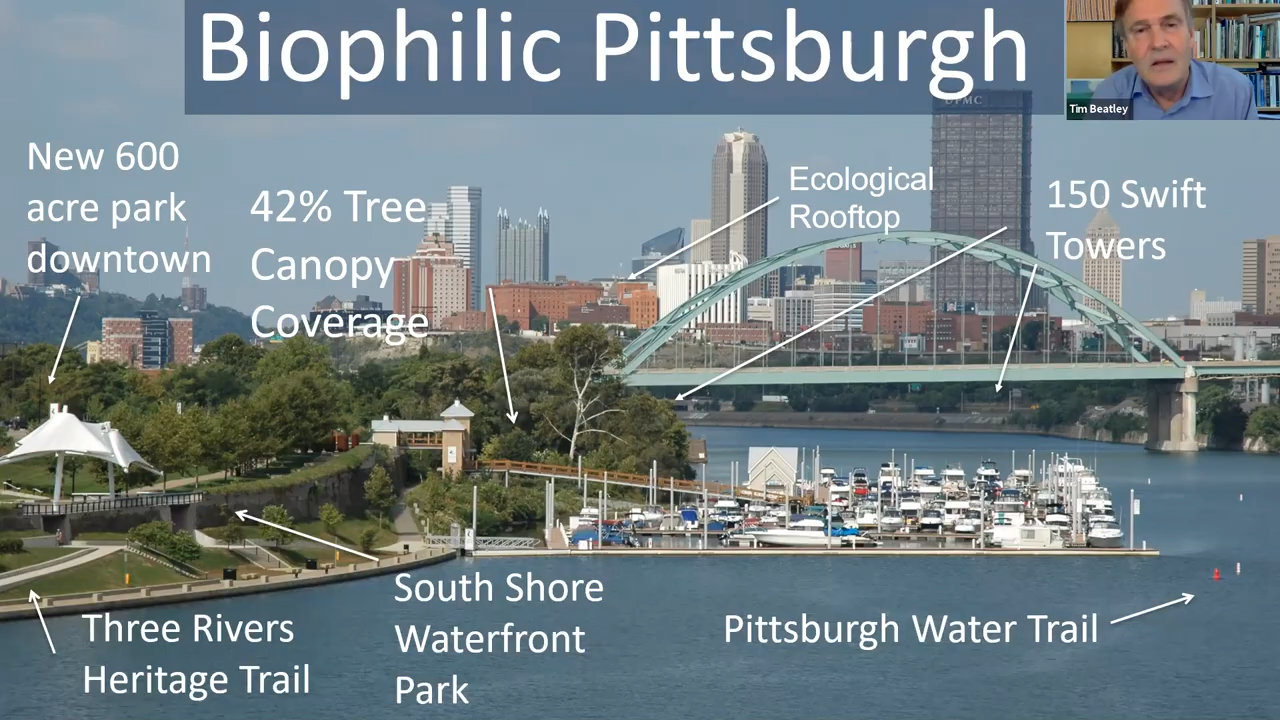 Biophilic Pittsburgh
Tim Beatley
UPMC
New 600
acre park
downtown
42% Tree
Canopy
Coverage
Ecological
Rooftop
150 Swift
Towers
South Shore
Waterfront
Park
Three Rivers
Heritage Trail
Pittsburgh Water Trail